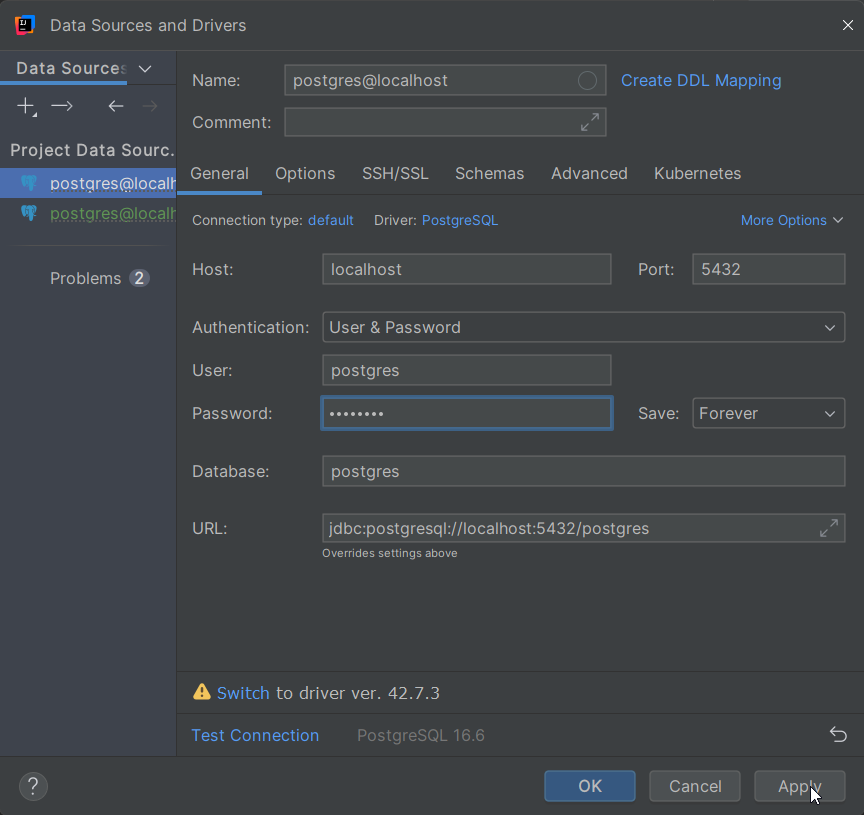 Data Sources and Drivers
Data Sources
Project Data Sourc.
postgres@localh
postgres@localh
Problems 2
Name: postgres@localhost Create DDL Mapping
Comment:
General Options SSH/SSL Schemas Advanced Kubernetes
Connection type: default Driver: PostgreSQL More Options
Host: localhost Port: 5432
Authentication: User & Password
User: postgres
Password: •••••••• Save: Forever
Database: postgres
URL: jdbc:postgresql://localhost:5432/postgres
Overrides settings above
Switch to driver ver. 42.7.3
Test Connection PostgreSQL 16.6
? OK Cancel Apply